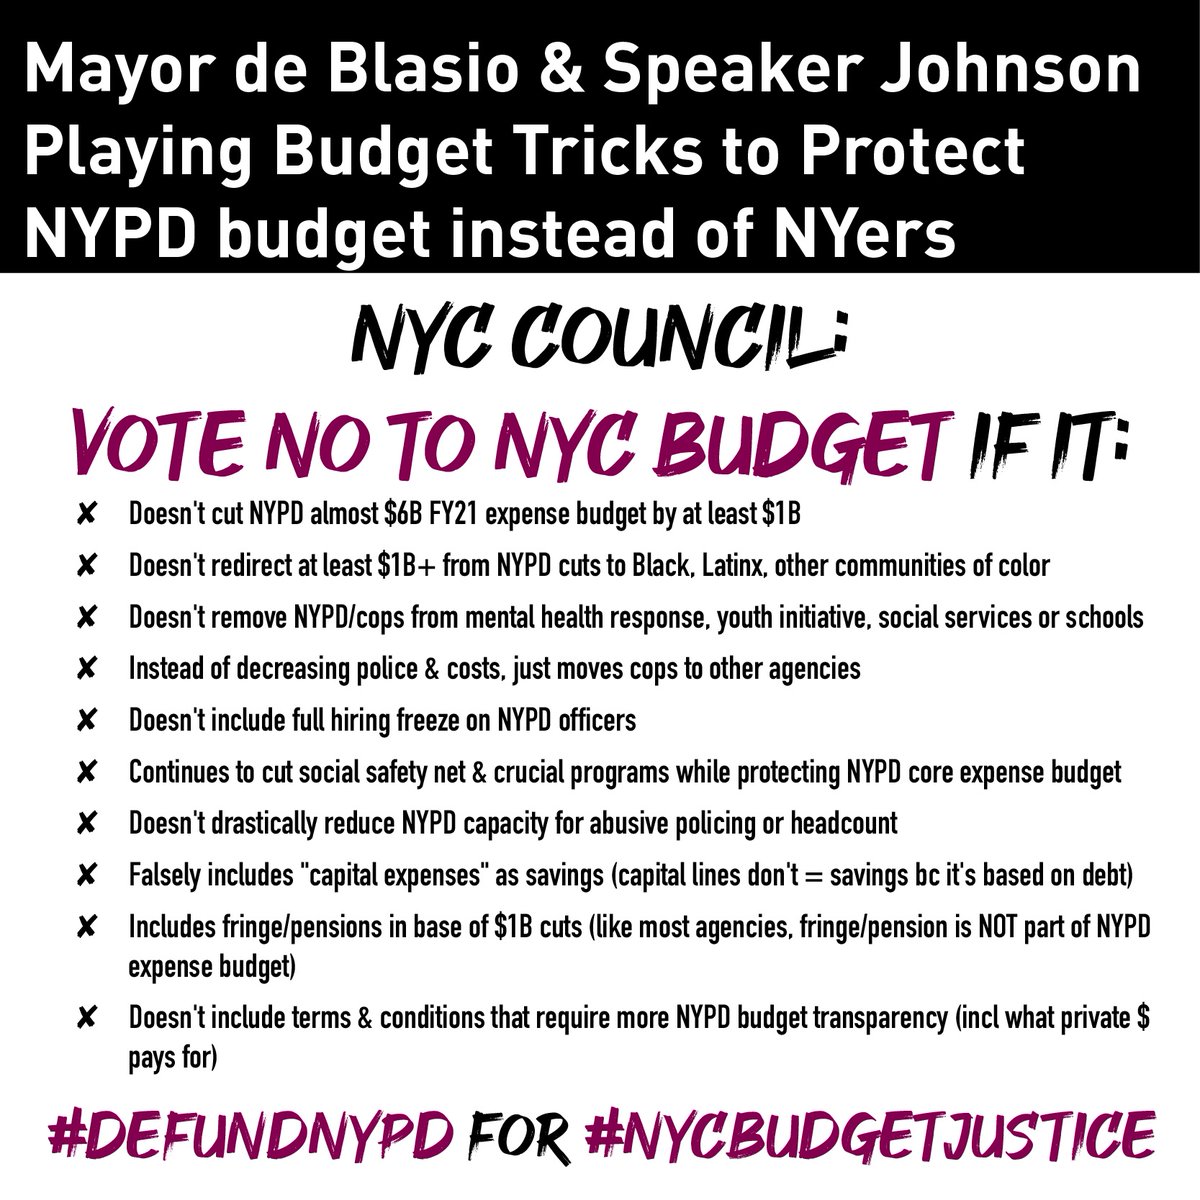 Mayor de Blasio & Speaker Johnson
Playing Budget Tricks to Protect
NYPD budget instead of NYers
NYC COUNCIL:
VOTE NO TO NYC BUDGET IF IT:
✘ Doesn't cut NYPD almost $6B FY21 expense budget by at least $1B
✘ Doesn't redirect at least $1B+ from NYPD cuts to Black, Latinx, other communities of color
✘ Doesn't remove NYPD/cops from mental health response, youth initiative, social services or schools
✘ Instead of decreasing police & costs, just moves cops to other agencies
✘ Doesn't include full hiring freeze on NYPD officers
✘ Continues to cut social safety net & crucial programs while protecting NYPD core expense budget
✘ Doesn't drastically reduce NYPD capacity for abusive policing or headcount
✘ Falsely includes "capital expenses" as savings (capital lines don't = savings bc it's based on debt)
✘ Includes fringe/pensions in base of $1B cuts (like most agencies, fringe/pension is NOT part of NYPD
expense budget)
✘ Doesn't include terms & conditions that require more NYPD budget transparency (incl what private $
pays for)
#DEFUNDNYPD FOR #NYCBUDGETJUSTICE